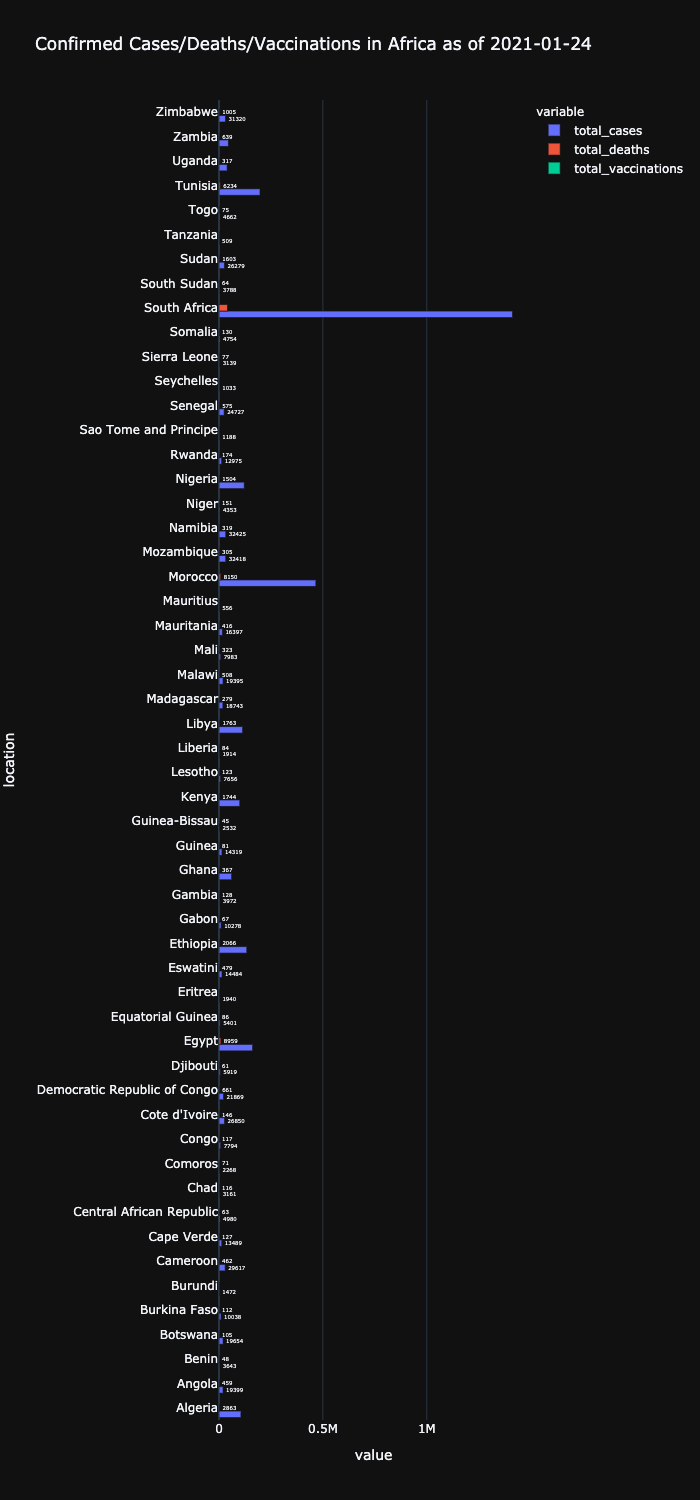 Confirmed Cases/Deaths/Vaccinations in Africa as of 2021-01-24
variable
total_cases
total_deaths
total_vaccinations
location
Zimbabwe 1005
31320
Zambia 639
Uganda 317
Tunisia 6234
Togo 75
4662
Tanzania
509
Sudan 1603
26279
South Sudan 64
3788
South Africa
Somalia 130
4754
Sierra Leone 77
3139
Seychelles
1033
Senegal 575
24727
Sao Tome and Principe
1188
Rwanda 174
12975
Nigeria 1504
Niger 151
4353
Namibia 319
32425
Mozambique 305
32418
Morocco 8150
Mauritius
556
Mauritania 416
16397
Mali 323
7983
Malawi 508
19395
Madagascar 279
18743
Libya 1763
Liberia 84
1914
Lesotho 123
7656
Kenya 1744
Guinea-Bissau 45
2532
Guinea 81
14319
Ghana 367
Gambia 128
3972
Gabon 67
10278
Ethiopia 2066
Eswatini 479
14484
Eritrea
1940
Equatorial Guinea 86
5401
Egypt 8959
Djibouti 61
5919
Democratic Republic of Congo 661
21869
Cote d'Ivoire 146
26850
Congo 117
7794
Comoros 71
2268
Chad 116
3161
Central African Republic 63
4980
Cape Verde 127
13489
Cameroon 462
29617
Burundi
1472
Burkina Faso 112
10038
Botswana 105
19654
Benin 48
3643
Angola 459
19399
Algeria 2863
0 0.5M 1M
value